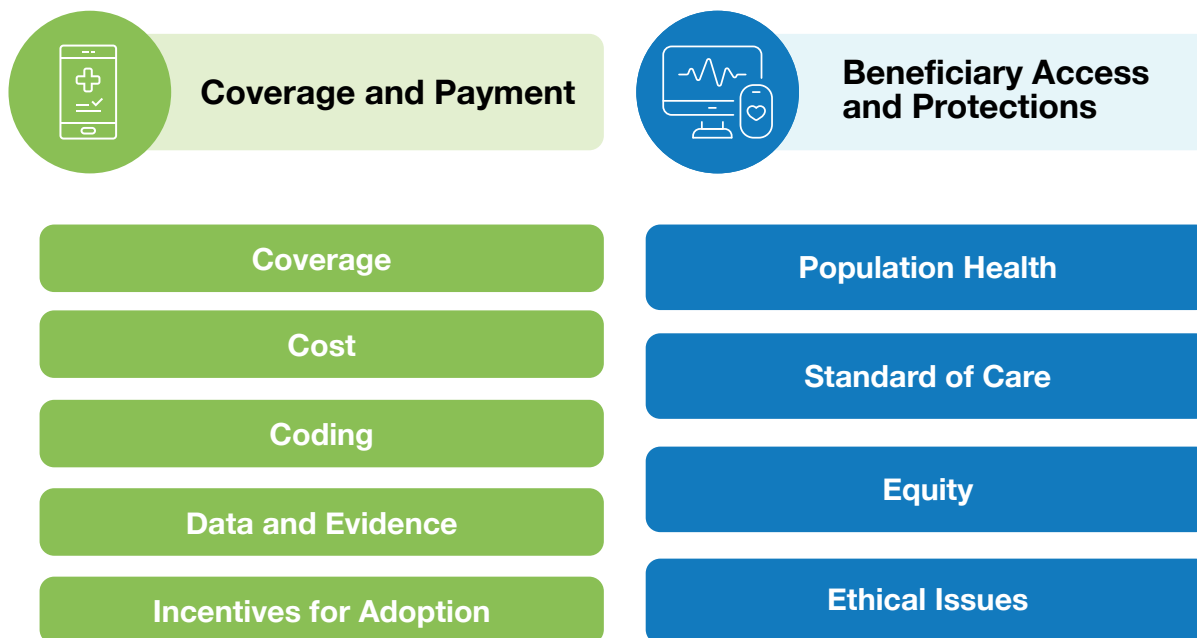 Coverage and Payment
Coverage
Cost
Coding
Data and Evidence
Incentives for Adoption
Beneficiary Access
and Protections
Population Health
Standard of Care
Equity
Ethical Issues